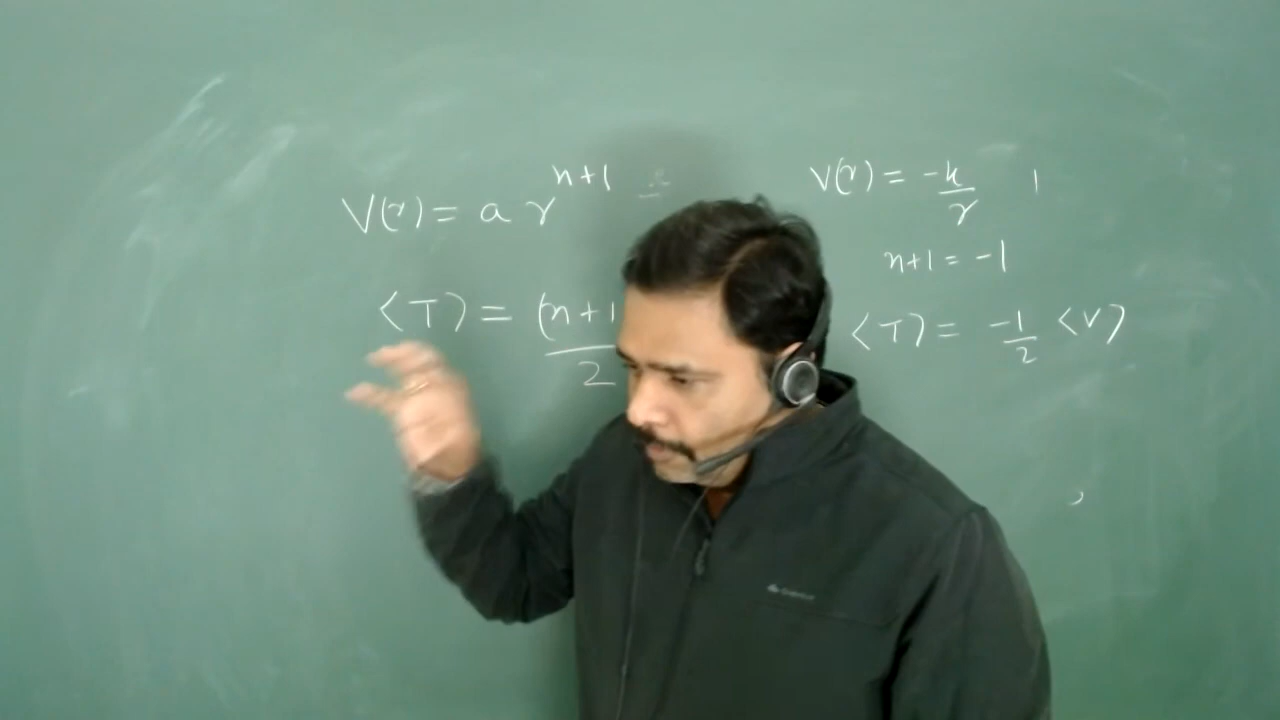 V(r) = a r^{n+1}
<T> = (n+1
2
V(r) = -k/r
n+1 = -1
<T> = -1/2 <V>